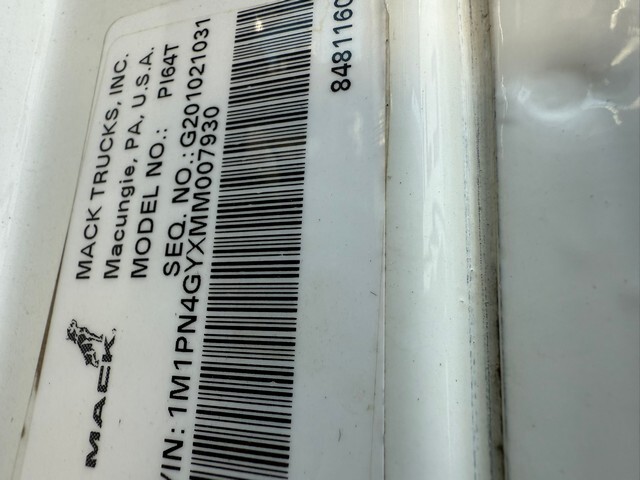 MACK TRUCKS, INC.
Macungie, PA, U.S.A.
MODEL NO.: PI64T
SEQ. NO.: G201021031
VIN: 1M1PN4GYXMM007930
MACK
8481160